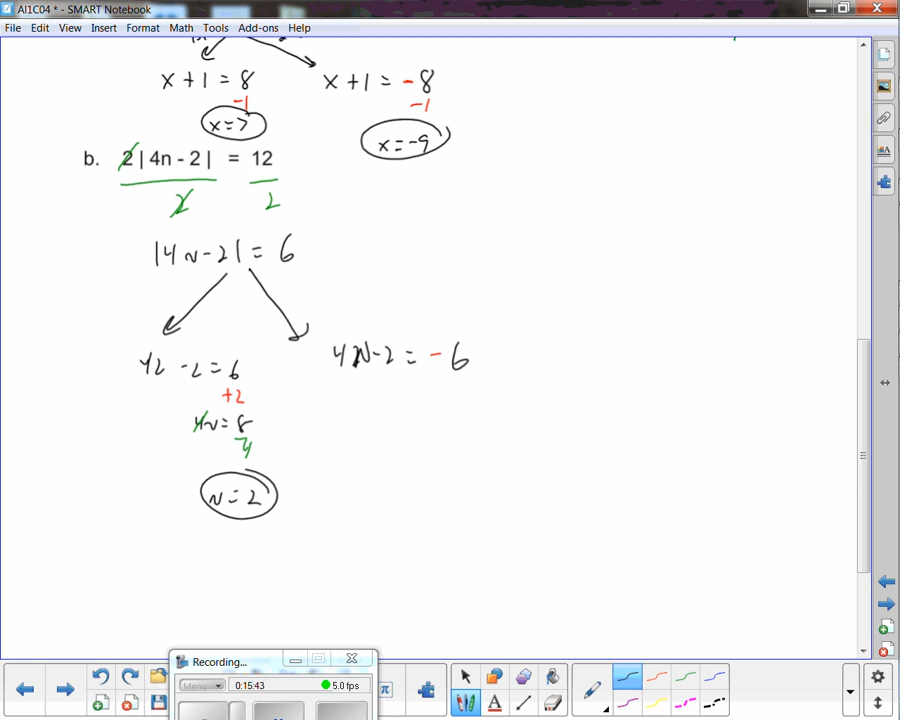 AI1C04 * - SMART Notebook
File Edit View Insert Format Math Tools Add-ons Help
x + 1 = 8 x + 1 = - 8
-1 -1
x = 7 x = -9
b. 2 | 4n - 2 | = 12
2 2
|4n - 2| = 6
42 - 2 = 6 4N - 2 = - 6
+2
4n = 8
4
n = 2
Recording...
Menu 0:15:43 5.0 fps